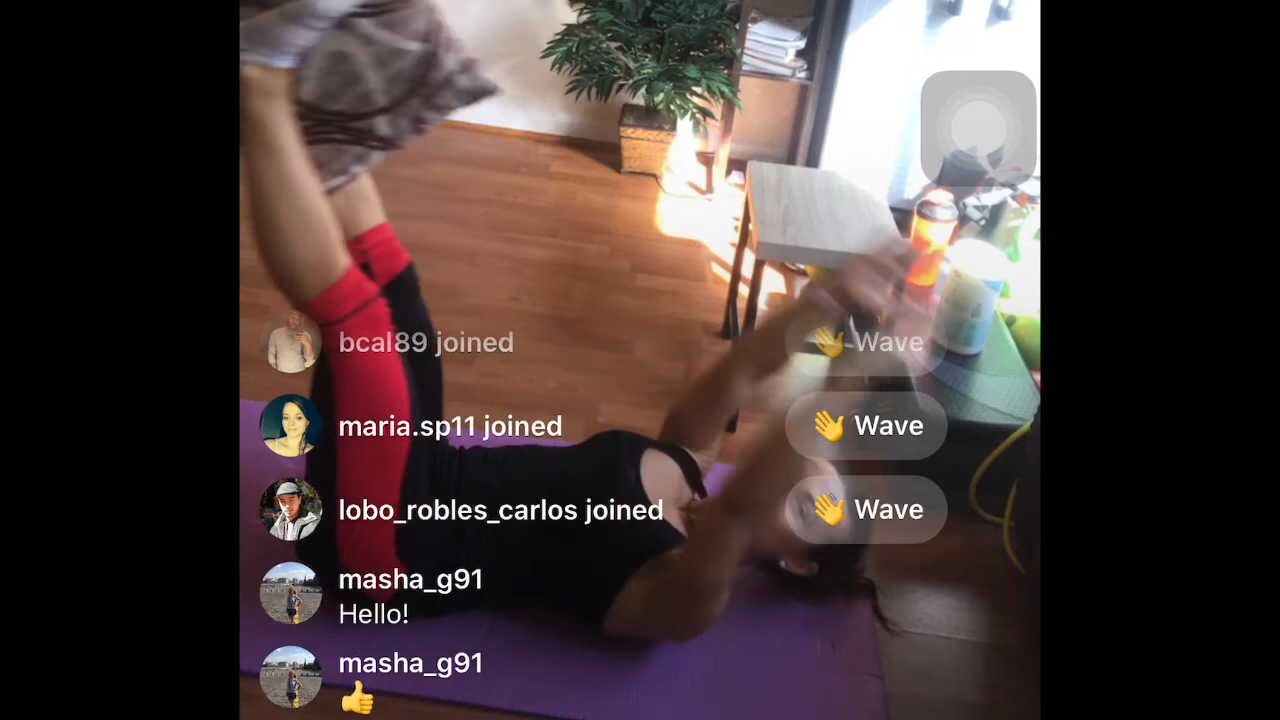 bcal89 joined
👋 Wave
maria.sp11 joined
👋 Wave
lobo_robles_carlos joined
👋 Wave
masha_g91
Hello!
masha_g91
👍